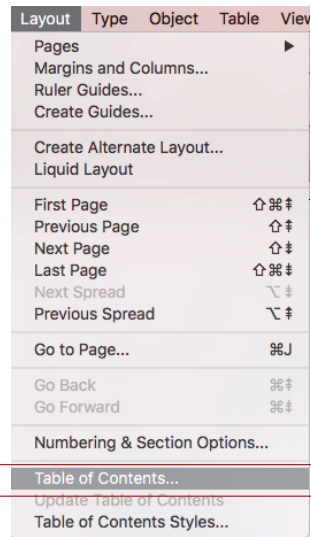 Layout Type Object Table View
Pages ▶
Margins and Columns...
Ruler Guides...
Create Guides...
Create Alternate Layout...
Liquid Layout
First Page ⇧⌘⇞
Previous Page ⇧⇞
Next Page ⇧⇟
Last Page ⇧⌘⇟
Next Spread ⌥⇟
Previous Spread ⌥⇞
Go to Page... ⌘J
Go Back ⌘⇞
Go Forward ⌘⇟
Numbering & Section Options...
Table of Contents...
Update Table of Contents
Table of Contents Styles...